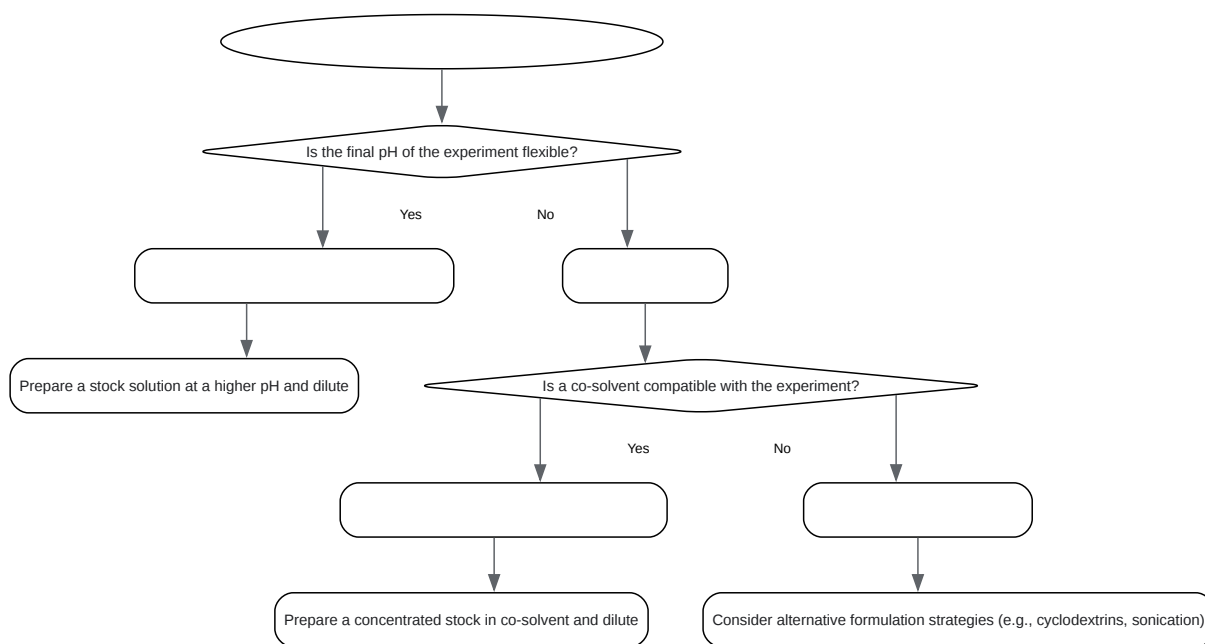 Is the final pH of the experiment flexible?
Yes
No
Prepare a stock solution at a higher pH and dilute
Is a co-solvent compatible with the experiment?
Yes
No
Prepare a concentrated stock in co-solvent and dilute
Consider alternative formulation strategies (e.g., cyclodextrins, sonication)